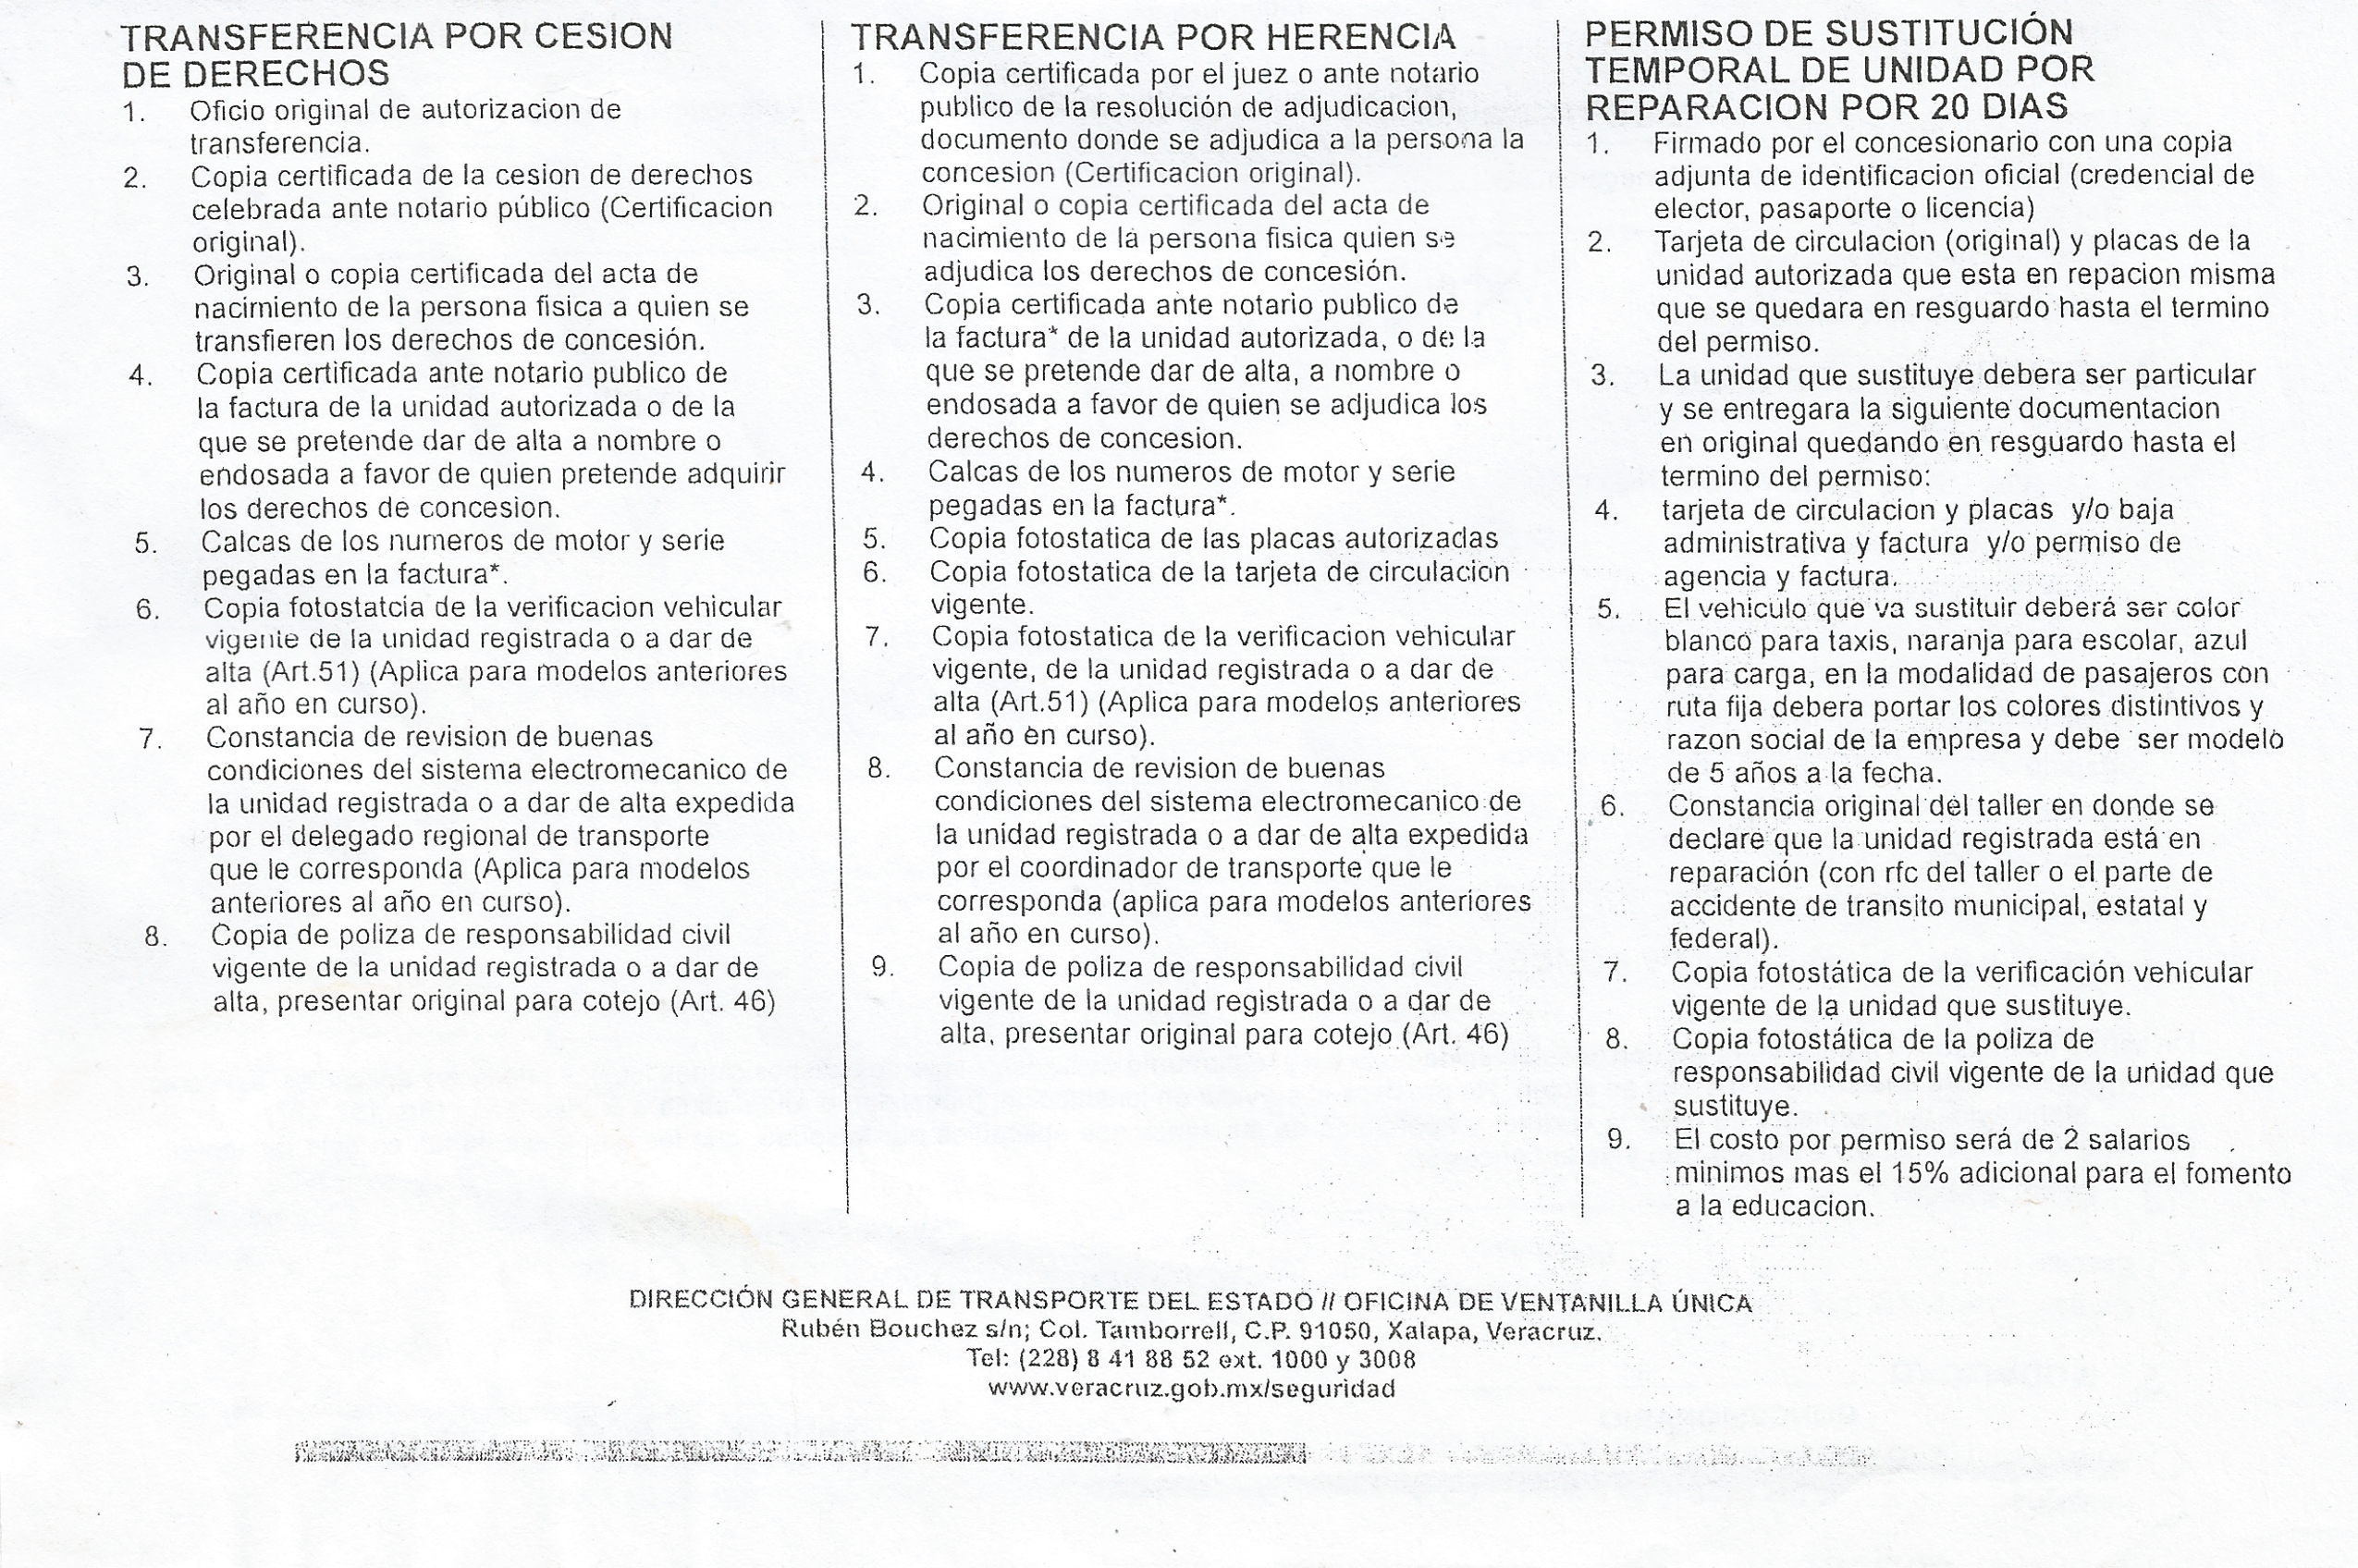 TRANSFERENCIA POR CESION
DE DERECHOS
1. Oficio original de autorizacion de
transferencia.
2. Copia certificada de la cesion de derechos
celebrada ante notario público (Certificacion
original).
3. Original o copia certificada del acta de
nacimiento de la persona fisica a quien se
transfieren los derechos de concesión.
4. Copia certificada ante notario publico de
la factura de la unidad autorizada o de la
que se pretende dar de alta a nombre o
endosada a favor de quien pretende adquirir
los derechos de concesion.
5. Calcas de los numeros de motor y serie
pegadas en la factura*.
6. Copia fotostatcia de la verificacion vehicular
vigente de la unidad registrada o a dar de
alta (Art.51) (Aplica para modelos anteriores
al año en curso).
7. Constancia de revision de buenas
condiciones del sistema electromecanico de
la unidad registrada o a dar de alta expedida
por el delegado regional de transporte
que le corresponda (Aplica para modelos
anteriores al año en curso).
8. Copia de poliza de responsabilidad civil
vigente de la unidad registrada o a dar de
alta, presentar original para cotejo (Art. 46)
TRANSFERENCIA POR HERENCIA
1. Copia certificada por el juez o ante notario
publico de la resolución de adjudicacion,
documento donde se adjudica a la persona la
concesion (Certificacion original).
2. Original o copia certificada del acta de
nacimiento de la persona fisica quien se
adjudica los derechos de concesión.
3. Copia certificada ante notario publico de
la factura* de la unidad autorizada, o de la
que se pretende dar de alta, a nombre o
endosada a favor de quien se adjudica los
derechos de concesion.
4. Calcas de los numeros de motor y serie
pegadas en la factura*.
5. Copia fotostatica de las placas autorizadas
6. Copia fotostatica de la tarjeta de circulacion
vigente.
7. Copia fotostatica de la verificacion vehicular
vigente, de la unidad registrada o a dar de
alta (Art.51) (Aplica para modelos anteriores
al año en curso).
8. Constancia de revision de buenas
condiciones del sistema electromecanico de
la unidad registrada o a dar de alta expedida
por el coordinador de transporte que le
corresponda (aplica para modelos anteriores
al año en curso).
9. Copia de poliza de responsabilidad civil
vigente de la unidad registrada o a dar de
alta, presentar original para cotejo (Art. 46)
PERMISO DE SUSTITUCIÓN
TEMPORAL DE UNIDAD POR
REPARACION POR 20 DIAS
1. Firmado por el concesionario con una copia
adjunta de identificacion oficial (credencial de
elector, pasaporte o licencia)
2. Tarjeta de circulacion (original) y placas de la
unidad autorizada que esta en repacion misma
que se quedara en resguardo hasta el termino
del permiso.
3. La unidad que sustituye debera ser particular
y se entregara la siguiente documentacion
en original quedando en resguardo hasta el
termino del permiso:
4. tarjeta de circulacion y placas y/o baja
administrativa y factura y/o permiso de
agencia y factura.
5. El vehiculo que va sustituir deberá ser color
blanco para taxis, naranja para escolar, azul
para carga, en la modalidad de pasajeros con
ruta fija debera portar los colores distintivos y
razon social de la empresa y debe ser modelo
de 5 años a la fecha.
6. Constancia original del taller en donde se
declare que la unidad registrada está en
reparación (con rfc del taller o el parte de
accidente de transito municipal, estatal y
federal).
7. Copia fotostática de la verificación vehicular
vigente de la unidad que sustituye.
8. Copia fotostática de la poliza de
responsabilidad civil vigente de la unidad que
sustituye.
9. El costo por permiso será de 2 salarios
minimos mas el 15% adicional para el fomento
a la educacion.
DIRECCIÓN GENERAL DE TRANSPORTE DEL ESTADO // OFICINA DE VENTANILLA ÚNICA
Rubén Bouchez s/n; Col. Tamborrell, C.P. 91050, Xalapa, Veracruz.
Tel: (228) 8 41 88 52 ext. 1000 y 3008
www.veracruz.gob.mx/seguridad